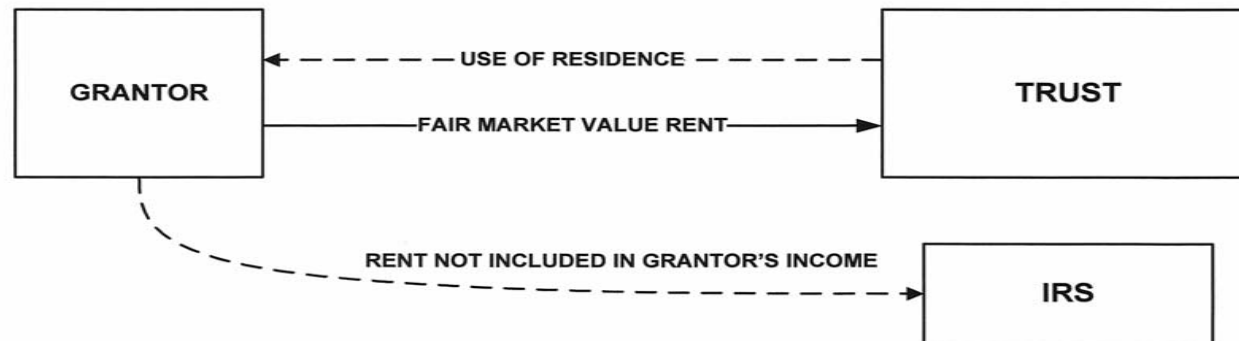 USE OF RESIDENCE
GRANTOR
TRUST
FAIR MARKET VALUE RENT
RENT NOT INCLUDED IN GRANTOR’S INCOME
IRS